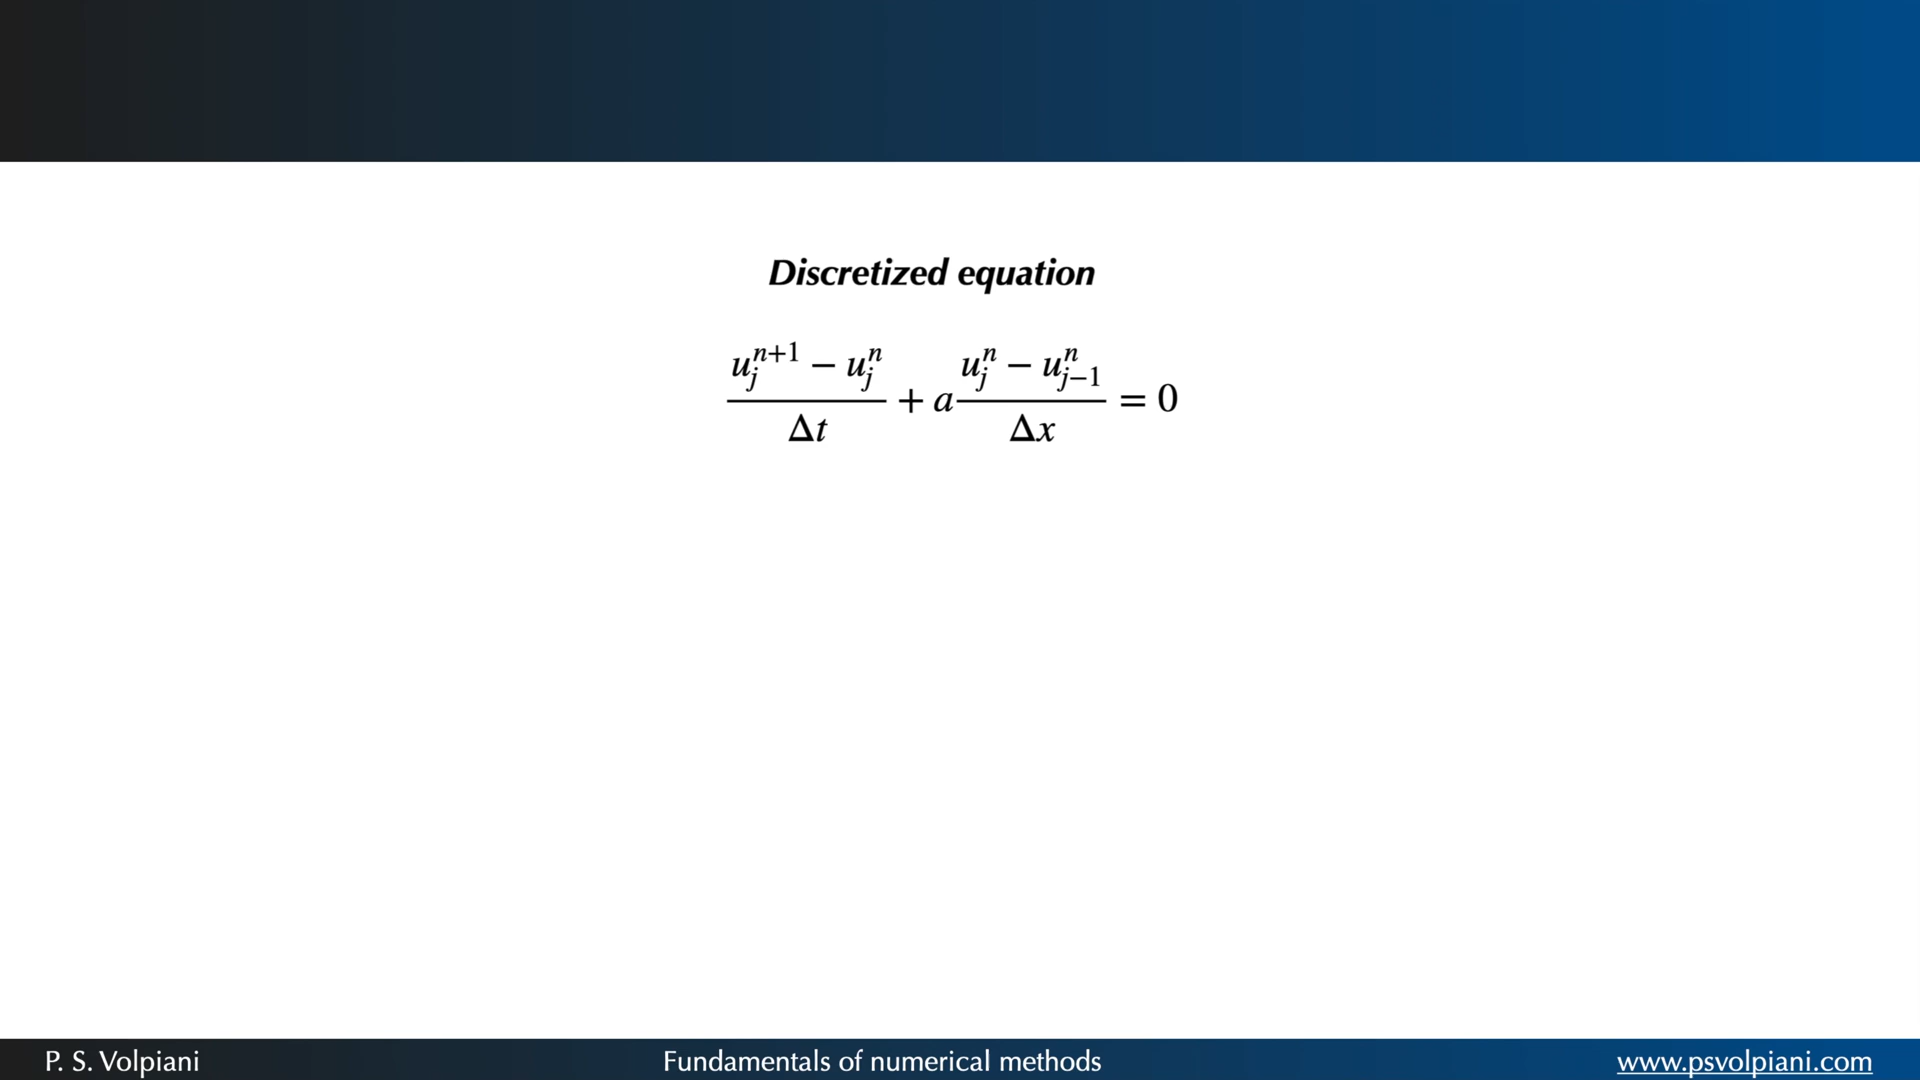 Discretized equation
\frac{u_j^{n+1} - u_j^n}{\Delta t} + a \frac{u_j^n - u_{j-1}^n}{\Delta x} = 0
P. S. Volpiani
Fundamentals of numerical methods
www.psvolpiani.com